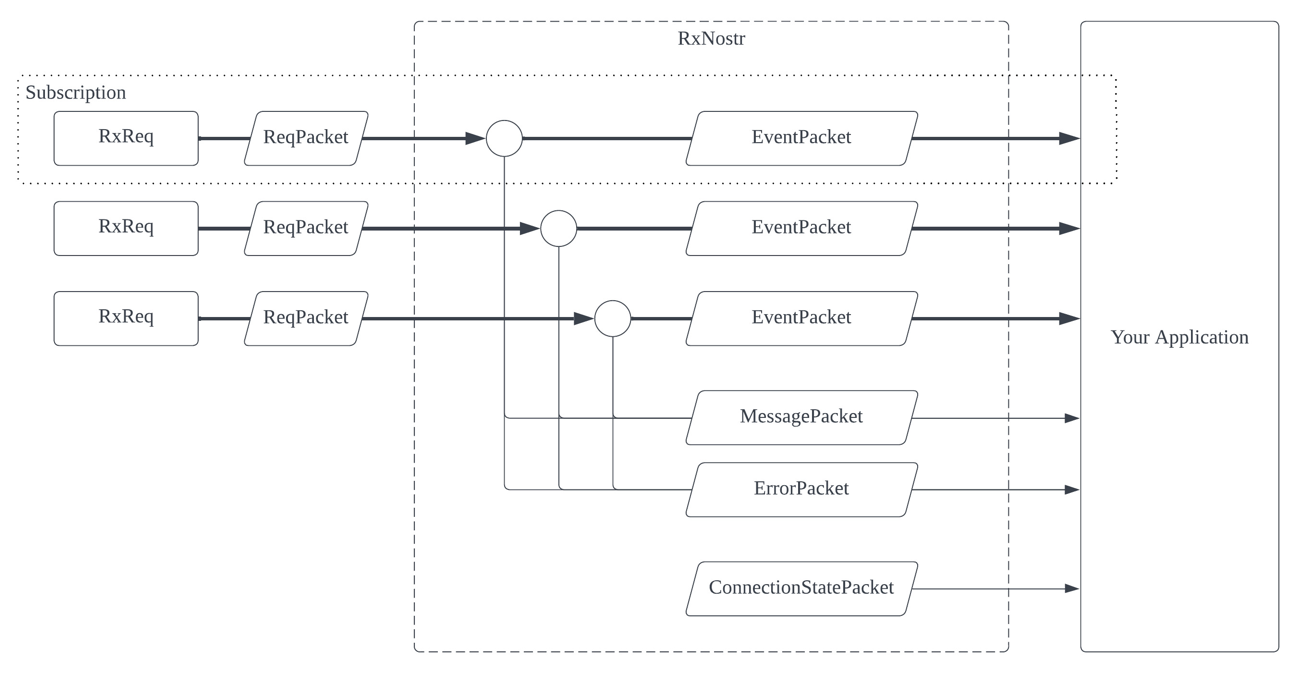 RxNostr
Subscription
RxReq
ReqPacket
EventPacket
RxReq
ReqPacket
EventPacket
RxReq
ReqPacket
EventPacket
Your Application
MessagePacket
ErrorPacket
ConnectionStatePacket